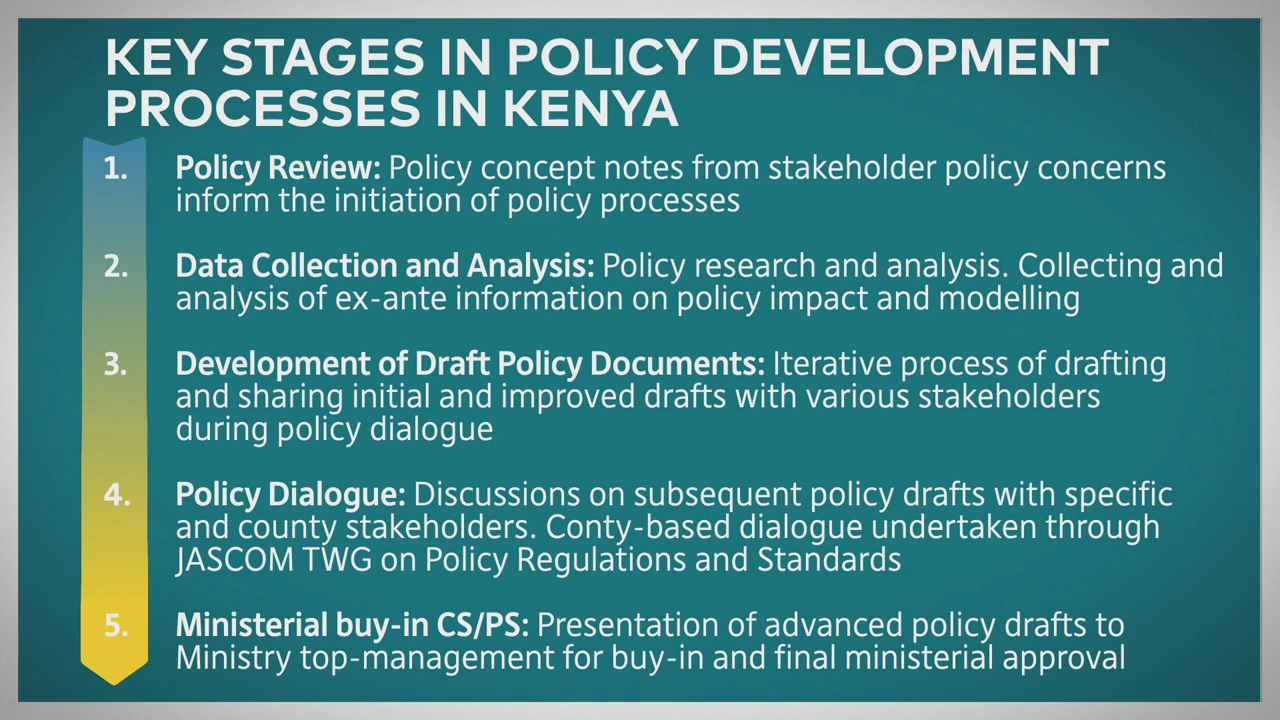 KEY STAGES IN POLICY DEVELOPMENT
PROCESSES IN KENYA
1. Policy Review: Policy concept notes from stakeholder policy concerns
inform the initiation of policy processes
2. Data Collection and Analysis: Policy research and analysis. Collecting and
analysis of ex-ante information on policy impact and modelling
3. Development of Draft Policy Documents: Iterative process of drafting
and sharing initial and improved drafts with various stakeholders
during policy dialogue
4. Policy Dialogue: Discussions on subsequent policy drafts with specific
and county stakeholders. Conty-based dialogue undertaken through
JASCOM TWG on Policy Regulations and Standards
5. Ministerial buy-in CS/PS: Presentation of advanced policy drafts to
Ministry top-management for buy-in and final ministerial approval